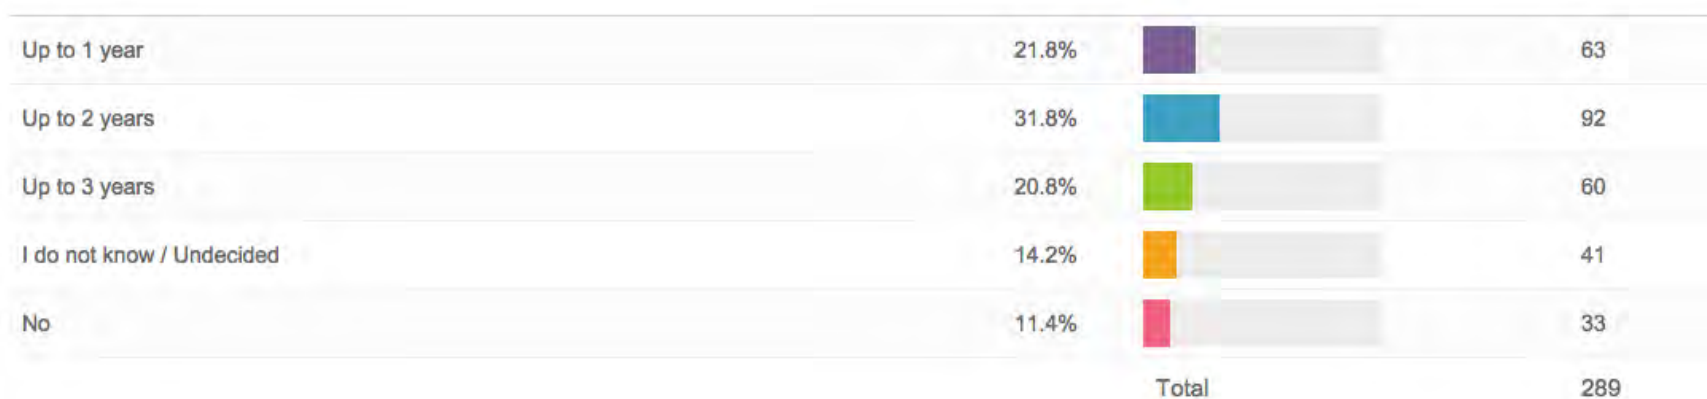 Up to 1 year 21.8% 63
Up to 2 years 31.8% 92
Up to 3 years 20.8% 60
I do not know / Undecided 14.2% 41
No 11.4% 33
Total 289